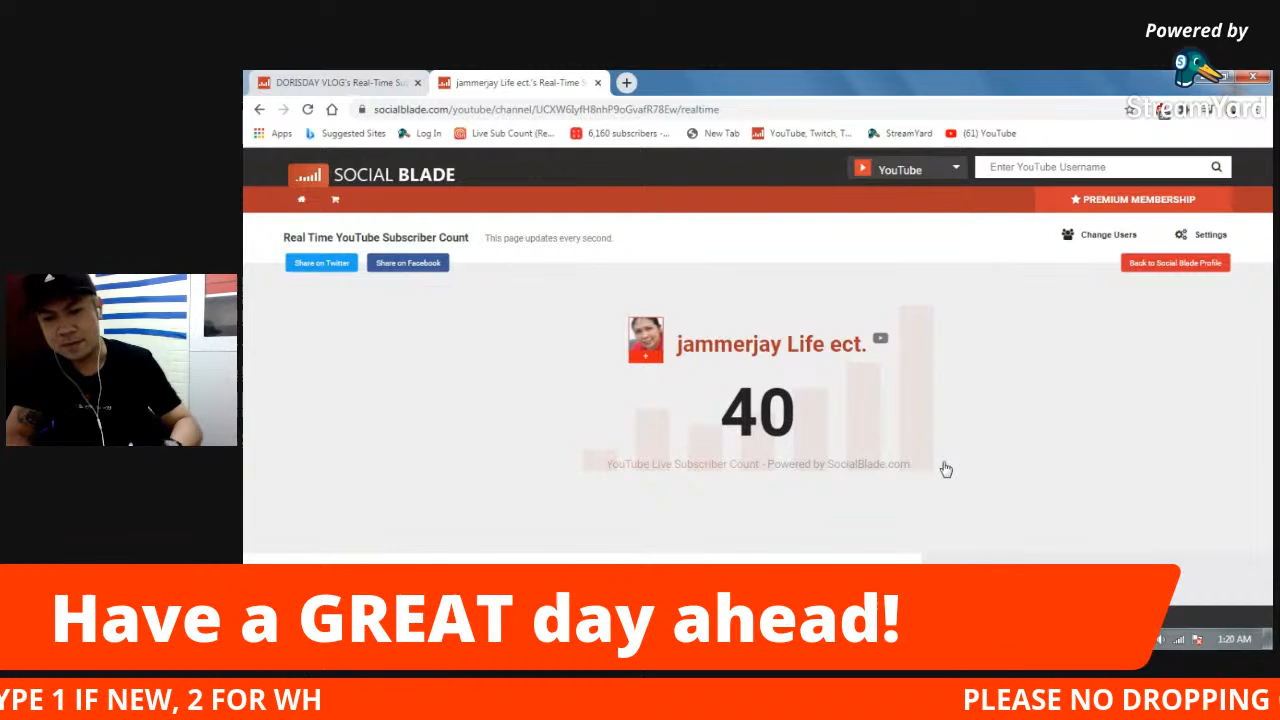 Powered by
StreamYard
DORISDAY VLOG's Real-Time Su
jammerjay Life ect.'s Real-Time S
socialblade.com/youtube/channel/UCXW6IyfH8nhP9oGvafR78Ew/realtime
Apps
Suggested Sites
Log In
Live Sub Count (Re...
6,160 subscribers -...
New Tab
YouTube, Twitch, T...
StreamYard
(61) YouTube
SOCIAL BLADE
YouTube
Enter YouTube Username
PREMIUM MEMBERSHIP
Real Time YouTube Subscriber Count
This page updates every second.
Change Users
Settings
Share on Twitter
Share on Facebook
Back to Social Blade Profile
jammerjay Life ect.
40
YouTube Live Subscriber Count - Powered by SocialBlade.com
Have a GREAT day ahead!
1:20 AM
YPE 1 IF NEW, 2 FOR WH
PLEASE NO DROPPING